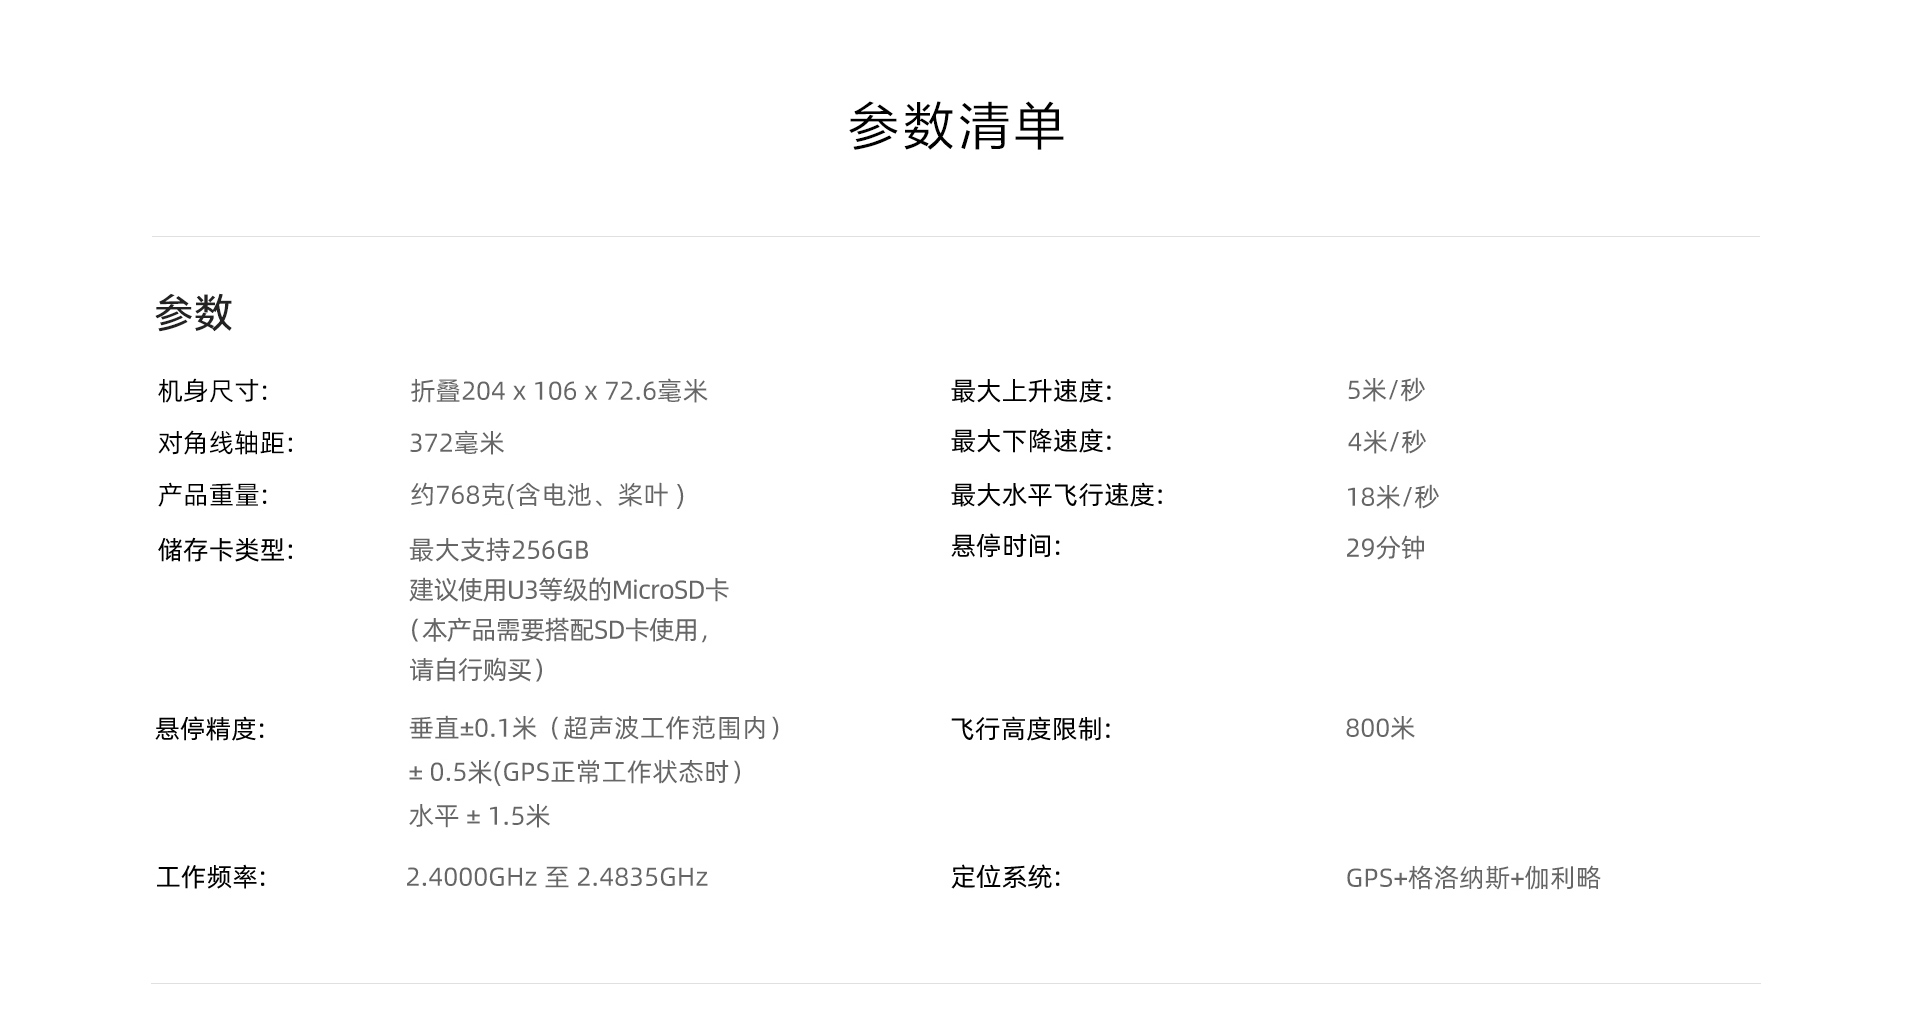 参数清单
参数
机身尺寸: 折叠204 x 106 x 72.6毫米 最大上升速度: 5米/秒
对角线轴距: 372毫米 最大下降速度: 4米/秒
产品重量: 约768克(含电池、桨叶 ) 最大水平飞行速度: 18米/秒
储存卡类型: 最大支持256GB 悬停时间: 29分钟
建议使用U3等级的MicroSD卡
(本产品需要搭配SD卡使用,
请自行购买)
悬停精度: 垂直±0.1米（超声波工作范围内） 飞行高度限制: 800米
± 0.5米(GPS正常工作状态时）
水平 ± 1.5米
工作频率: 2.4000GHz 至 2.4835GHz 定位系统: GPS+格洛纳斯+伽利略